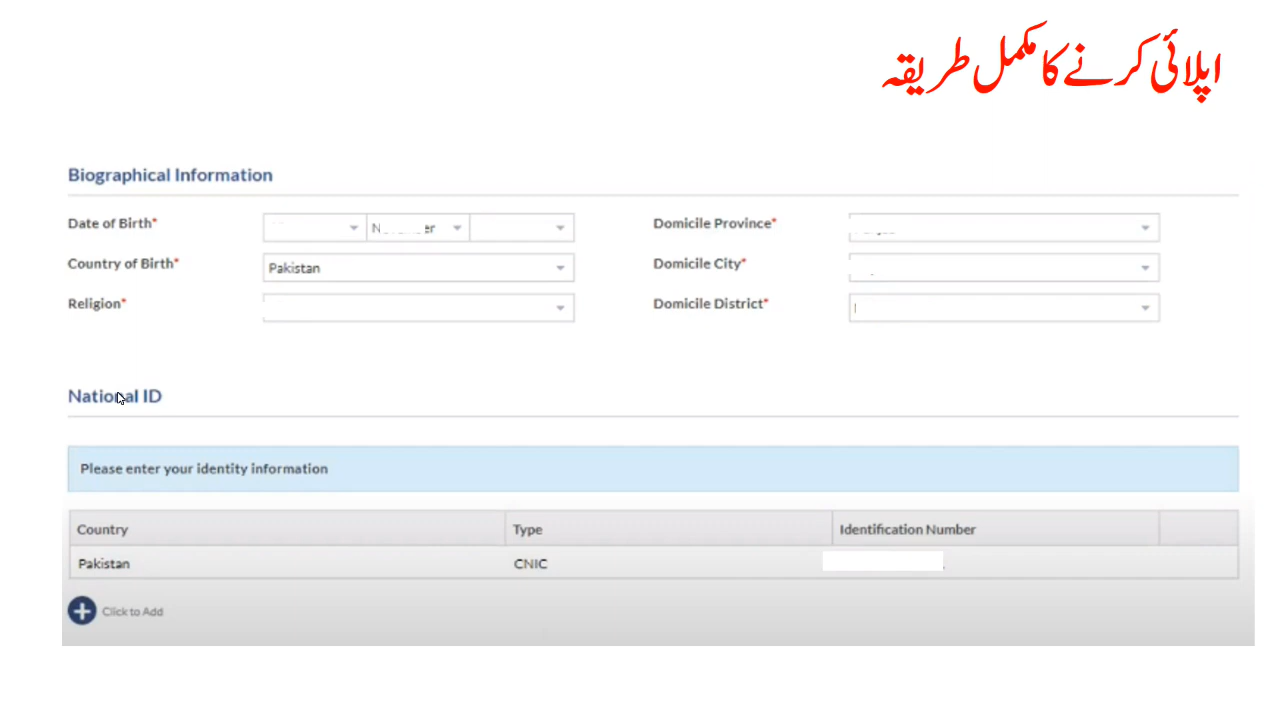 اپلائی کرنے کا مکمل طریقہ
Biographical Information
Date of Birth*
Country of Birth* Pakistan
Religion*
Domicile Province*
Domicile City*
Domicile District*
National ID
Please enter your identity information
Country Type Identification Number
Pakistan CNIC
Click to Add